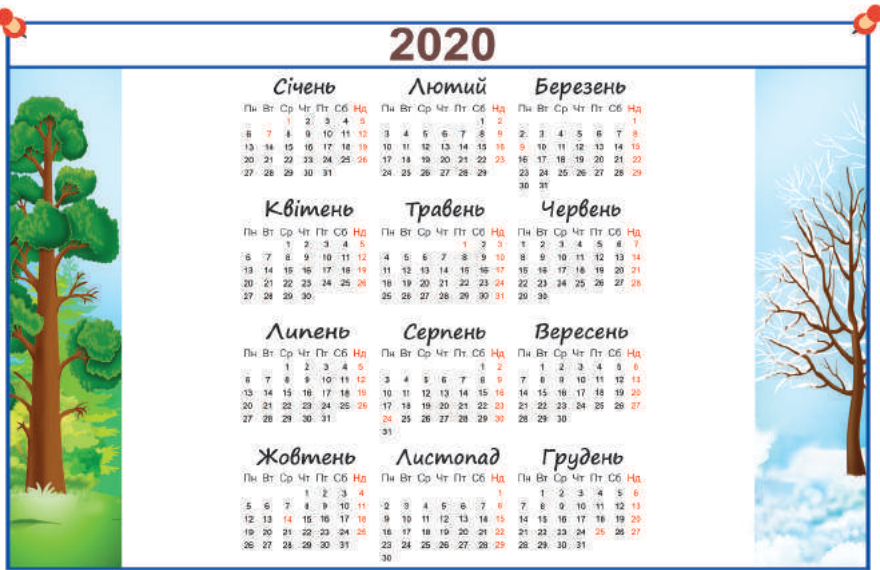 2020
Січень
Пн Вт Ср Чт Пт Сб Нд
1 2 3 4 5
6 7 8 9 10 11 12
13 14 15 16 17 18 19
20 21 22 23 24 25 26
27 28 29 30 31
Лютий
Пн Вт Ср Чт Пт Сб Нд
1 2
3 4 5 6 7 8 9
10 11 12 13 14 15 16
17 18 19 20 21 22 23
24 25 26 27 28 29
Березень
Пн Вт Ср Чт Пт Сб Нд
1
2 3 4 5 6 7 8
9 10 11 12 13 14 15
16 17 18 19 20 21 22
23 24 25 26 27 28 29
30 31
Квітень
Пн Вт Ср Чт Пт Сб Нд
1 2 3 4 5
6 7 8 9 10 11 12
13 14 15 16 17 18 19
20 21 22 23 24 25 26
27 28 29 30
Травень
Пн Вт Ср Чт Пт Сб Нд
1 2 3
4 5 6 7 8 9 10
11 12 13 14 15 16 17
18 19 20 21 22 23 24
25 26 27 28 29 30 31
Червень
Пн Вт Ср Чт Пт Сб Нд
1 2 3 4 5 6 7
8 9 10 11 12 13 14
15 16 17 18 19 20 21
22 23 24 25 26 27 28
29 30
Липень
Пн Вт Ср Чт Пт Сб Нд
1 2 3 4 5
6 7 8 9 10 11 12
13 14 15 16 17 18 19
20 21 22 23 24 25 26
27 28 29 30 31
Серпень
Пн Вт Ср Чт Пт Сб Нд
1 2
3 4 5 6 7 8 9
10 11 12 13 14 15 16
17 18 19 20 21 22 23
24 25 26 27 28 29 30
31
Вересень
Пн Вт Ср Чт Пт Сб Нд
1 2 3 4 5 6
7 8 9 10 11 12 13
14 15 16 17 18 19 20
21 22 23 24 25 26 27
28 29 30
Жовтень
Пн Вт Ср Чт Пт Сб Нд
1 2 3 4
5 6 7 8 9 10 11
12 13 14 15 16 17 18
19 20 21 22 23 24 25
26 27 28 29 30 31
Листопад
Пн Вт Ср Чт Пт Сб Нд
1
2 3 4 5 6 7 8
9 10 11 12 13 14 15
16 17 18 19 20 21 22
23 24 25 26 27 28 29
30
Грудень
Пн Вт Ср Чт Пт Сб Нд
1 2 3 4 5 6
7 8 9 10 11 12 13
14 15 16 17 18 19 20
21 22 23 24 25 26 27
28 29 30 31